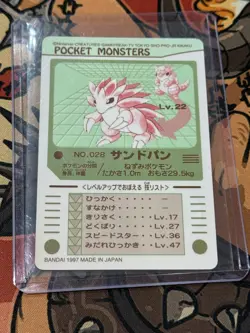 POCKET MONSTERS
Lv.22
NO.028 サンドパン
ねずみポケモン
たかさ1.0m おもさ29.5kg
<レベルアップでおぼえる 技リスト>
ひっかく
すなかけ
きりさく Lv.17
どくばり Lv.27
スピードスター Lv.36
みだれひっかき Lv.47
BANDAI 1997 MADE IN JAPAN